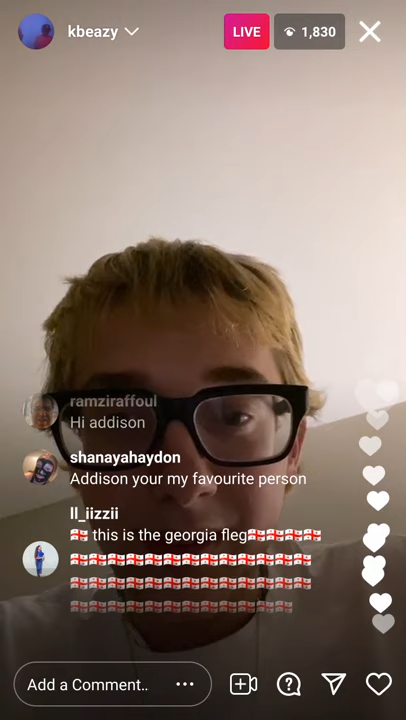 kbeazy
LIVE
1,830
ramziraffoul
Hi addison
shanayahaydon
Addison your my favourite person
ll_iizzii
🇬🇪 this is the georgia fleg🇬🇪🇬🇪🇬🇪🇬🇪
🇬🇪🇬🇪🇬🇪🇬🇪🇬🇪🇬🇪🇬🇪🇬🇪🇬🇪🇬🇪🇬🇪🇬🇪🇬🇪
🇬🇪🇬🇪🇬🇪🇬🇪🇬🇪🇬🇪🇬🇪🇬🇪🇬🇪🇬🇪🇬🇪🇬🇪🇬🇪
🇬🇪🇬🇪🇬🇪🇬🇪🇬🇪🇬🇪🇬🇪🇬🇪🇬🇪🇬🇪🇬🇪🇬🇪
Add a Comment..